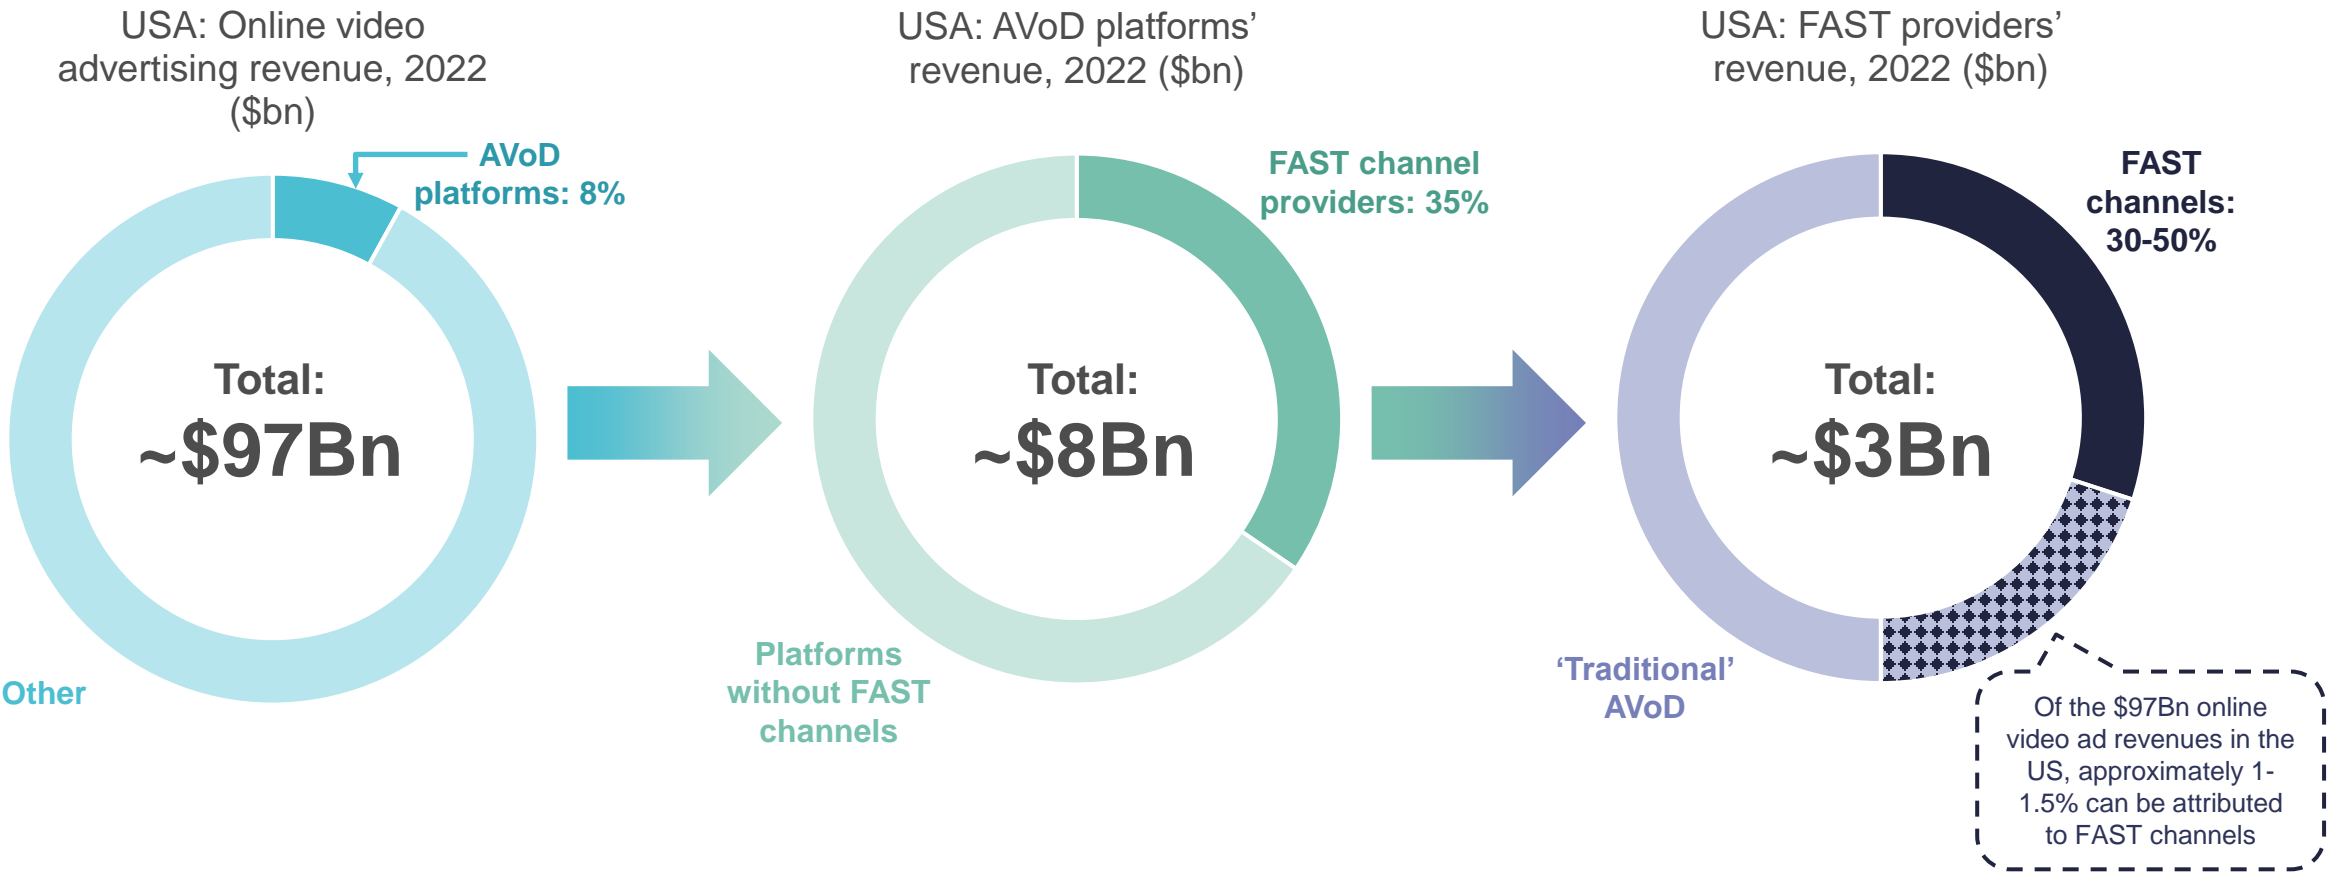 USA: Online video
advertising revenue, 2022
($bn)
AVoD
platforms: 8%
Total:
~$97Bn
Other
USA: AVoD platforms’
revenue, 2022 ($bn)
FAST channel
providers: 35%
Total:
~$8Bn
Platforms
without FAST
channels
USA: FAST providers’
revenue, 2022 ($bn)
FAST
channels:
30-50%
Total:
~$3Bn
‘Traditional’
AVoD
Of the $97Bn online
video ad revenues in the
US, approximately 1-
1.5% can be attributed
to FAST channels